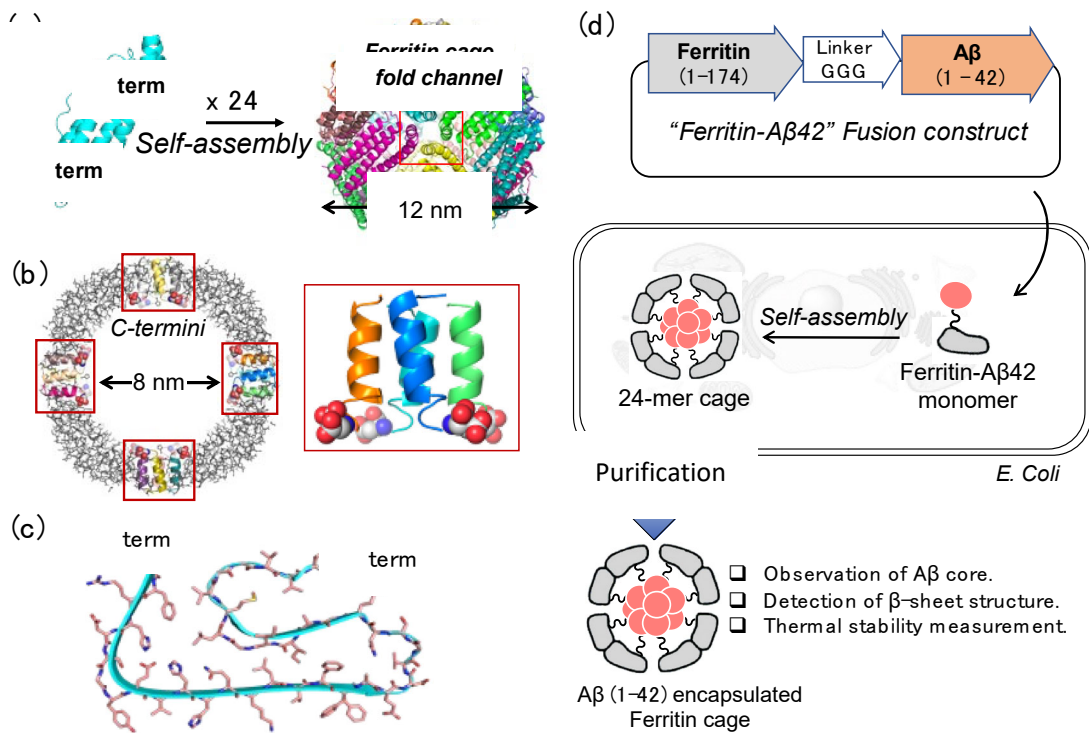 Ferritin cage
term
fold channel
x 24
Self-assembly
term
12 nm
(b)
C-termini
8 nm
(c)
term
term
(d)
Ferritin
(1-174)
Linker
GGG
Aβ
(1-42)
“Ferritin-Aβ42” Fusion construct
Self-assembly
24-mer cage
Ferritin-Aβ42
monomer
Purification
E. Coli
❑ Observation of Aβ core.
❑ Detection of β-sheet structure.
❑ Thermal stability measurement.
Aβ (1-42) encapsulated
Ferritin cage